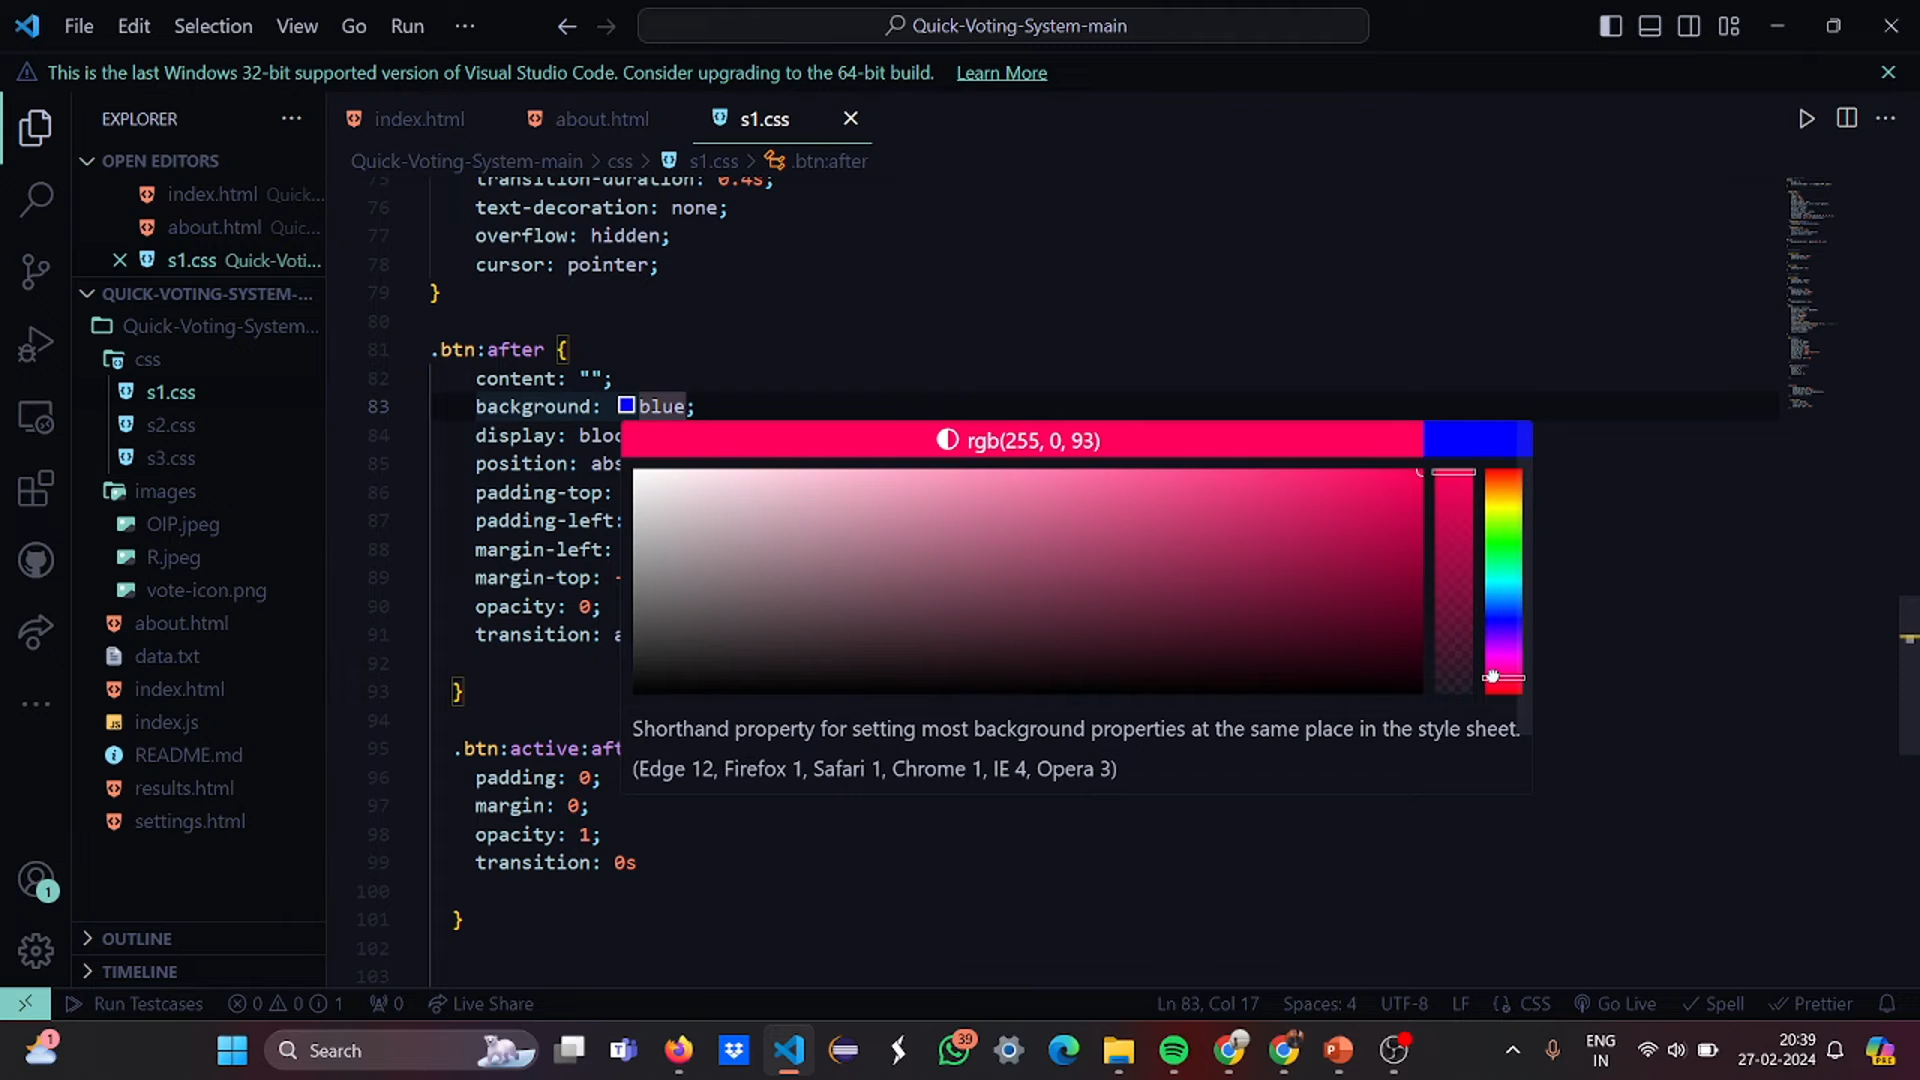 File Edit Selection View Go Run ···
Quick-Voting-System-main
This is the last Windows 32-bit supported version of Visual Studio Code. Consider upgrading to the 64-bit build. Learn More
EXPLORER
index.html
about.html
s1.css
OPEN EDITORS
Quick-Voting-System-main > css > s1.css > .btn:after
index.html Quick...
about.html Quic...
s1.css Quick-Voti...
QUICK-VOTING-SYSTEM-...
Quick-Voting-System...
css
s1.css
s2.css
s3.css
images
OIP.jpeg
R.jpeg
vote-icon.png
about.html
data.txt
index.html
index.js
README.md
results.html
settings.html
OUTLINE
TIMELINE
75 transition-duration: 0.4s;
76 text-decoration: none;
77 overflow: hidden;
78 cursor: pointer;
79 }
80
81 .btn:after {
82 content: "";
83 background: blue;
84 display: bloc
85 position: abs
86 padding-top:
87 padding-left:
88 margin-left:
89 margin-top: -
90 opacity: 0;
91 transition: a
92
93 }
94
95 .btn:active:aft
96 padding: 0;
97 margin: 0;
98 opacity: 1;
99 transition: 0s
100
101 }
102
103
rgb(255, 0, 93)
Shorthand property for setting most background properties at the same place in the style sheet.
(Edge 12, Firefox 1, Safari 1, Chrome 1, IE 4, Opera 3)
1
Run Testcases 0 0 1 0 Live Share Ln 83, Col 17 Spaces: 4 UTF-8 LF CSS Go Live Spell Prettier
1 Search 39 ENG IN 20:39 27-02-2024 PRE